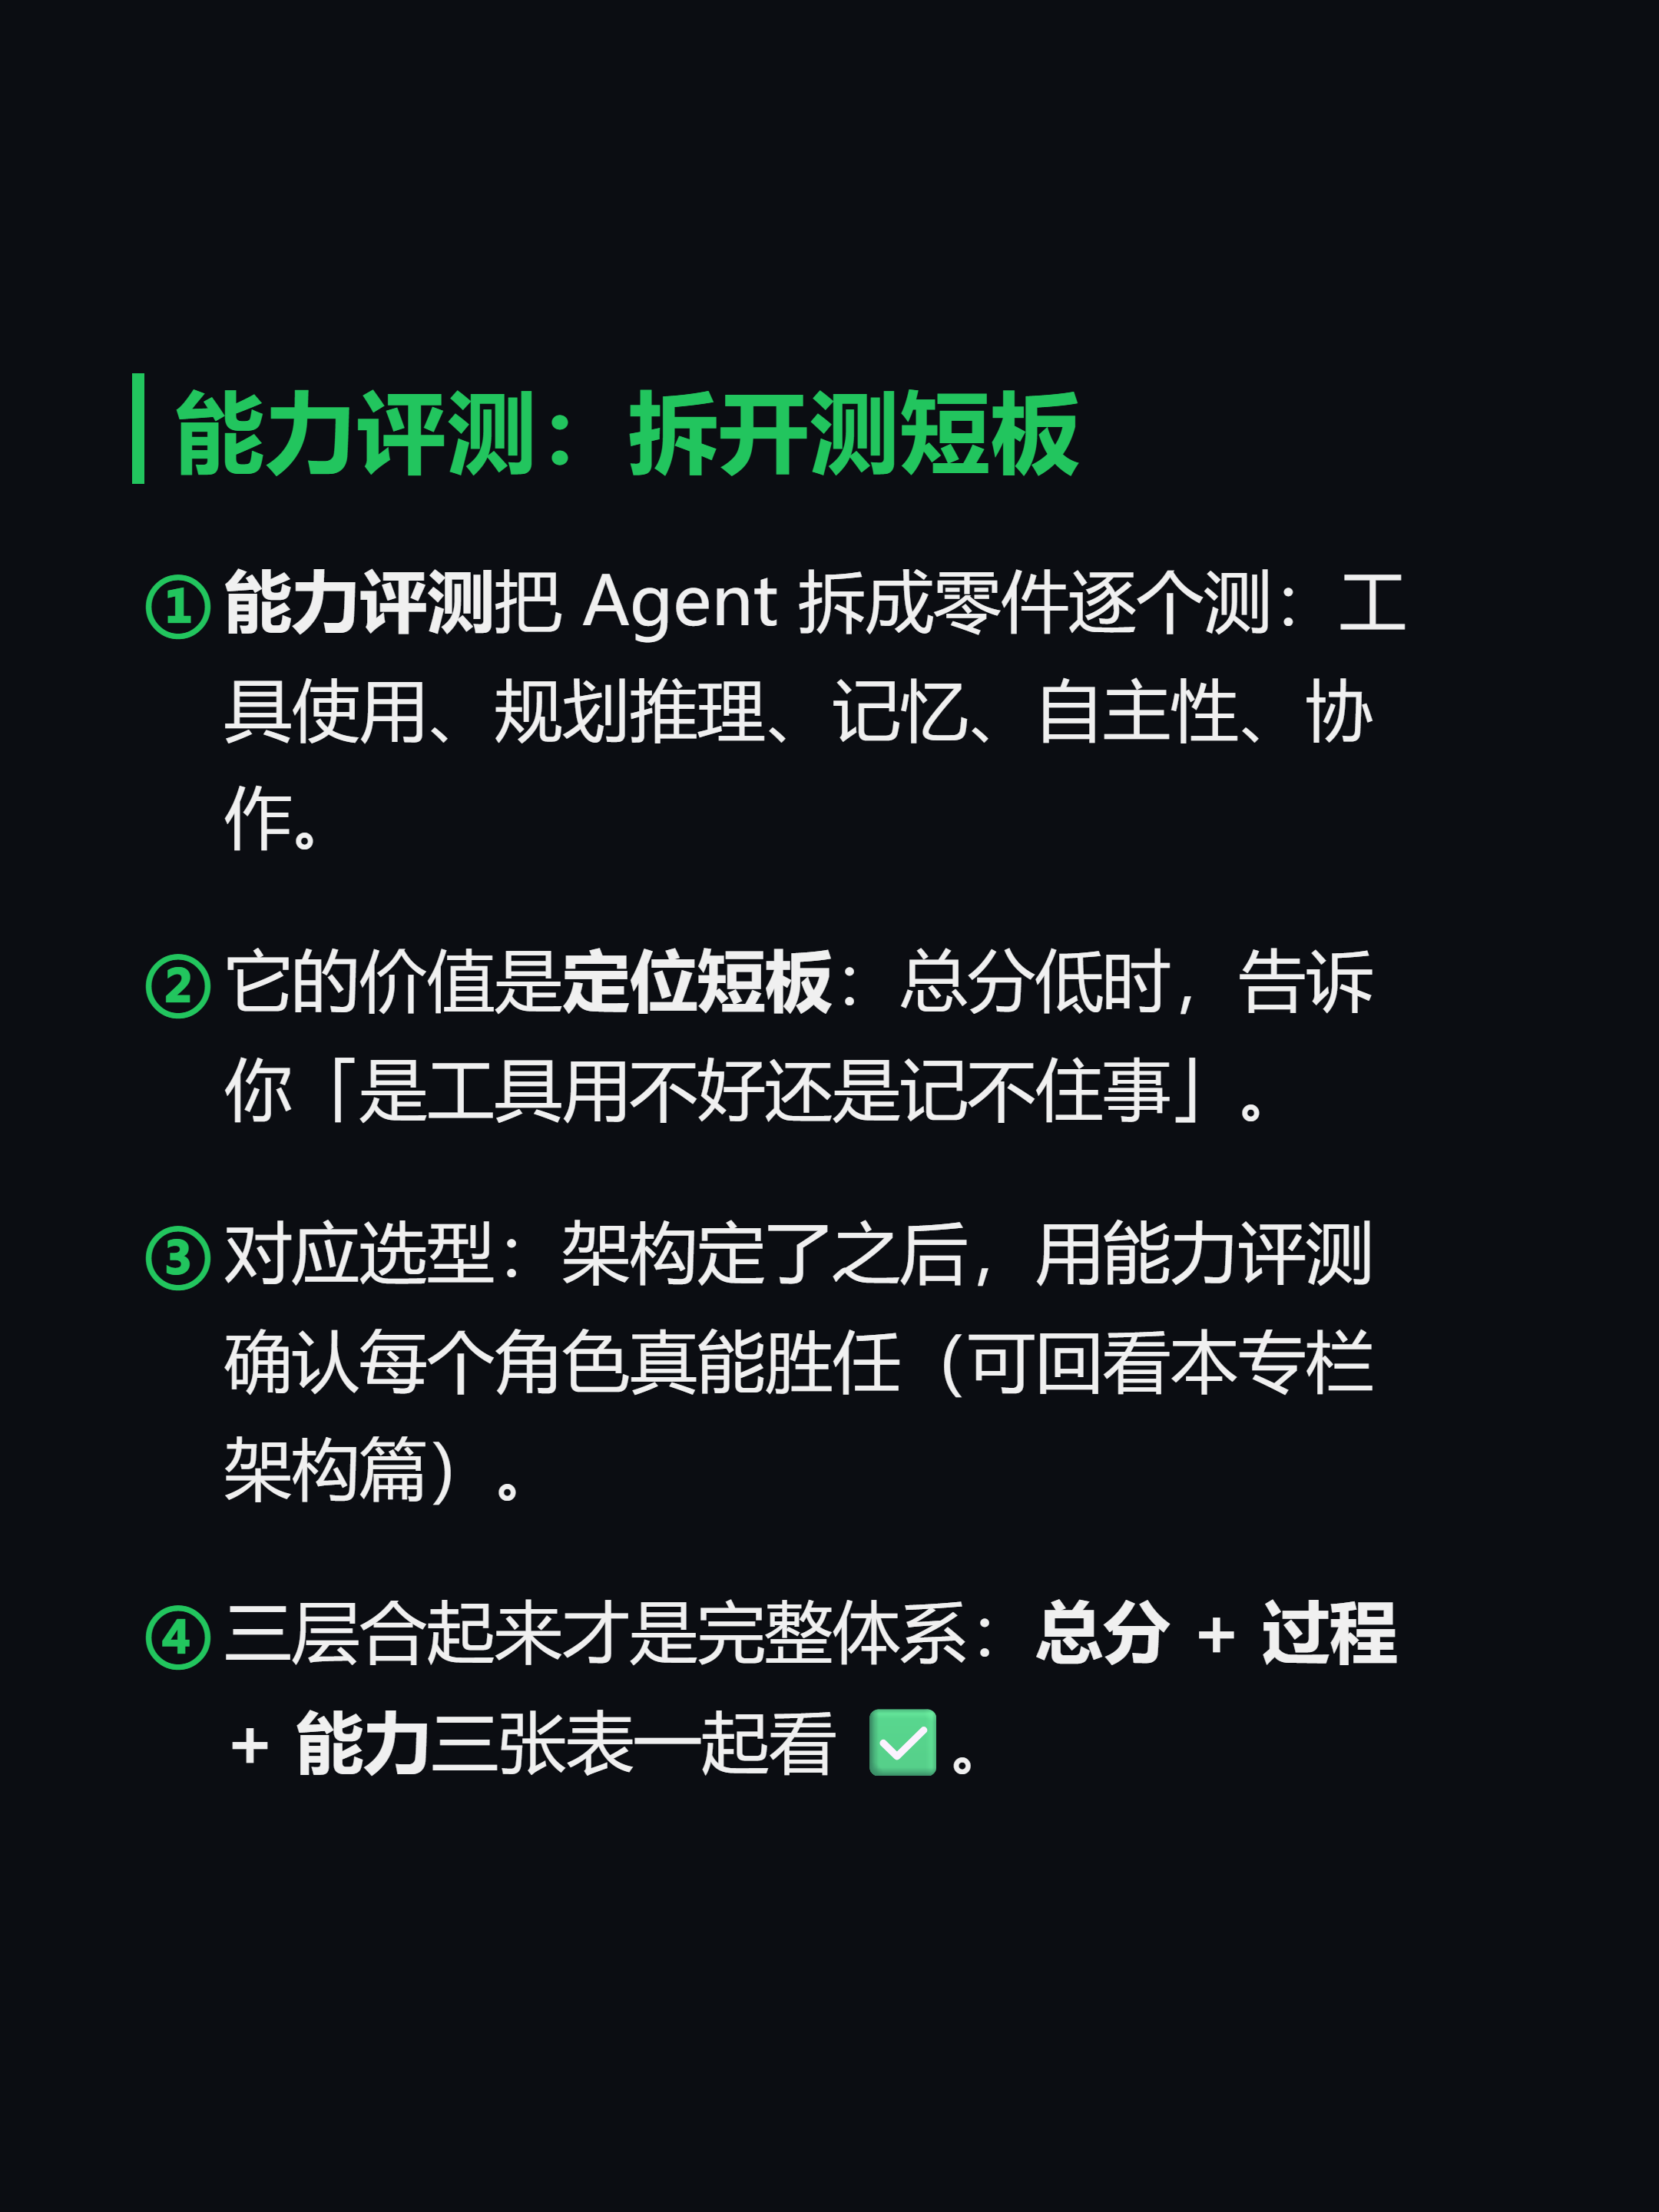 能力评测：拆开测短板
① 能力评测把 Agent 拆成零件逐个测：工
具使用、规划推理、记忆、自主性、协
作。
② 它的价值是定位短板：总分低时，告诉
你「是工具用不好还是记不住事」。
③ 对应选型：架构定了之后，用能力评测
确认每个角色真能胜任（可回看本专栏
架构篇）。
④ 三层合起来才是完整体系：总分 + 过程
+ 能力三张表一起看 ✅。